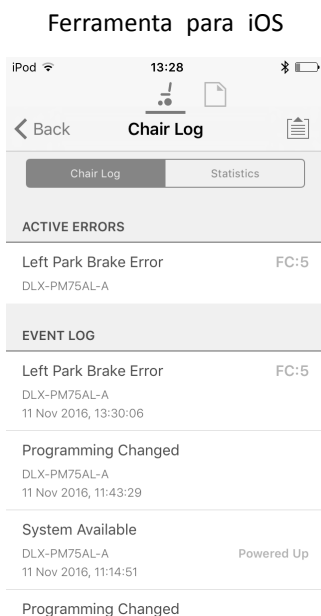 Ferramenta para iOS
iPod 13:28
Back Chair Log
Chair Log Statistics
ACTIVE ERRORS
Left Park Brake Error FC:5
DLX-PM75AL-A
EVENT LOG
Left Park Brake Error FC:5
DLX-PM75AL-A
11 Nov 2016, 13:30:06
Programming Changed
DLX-PM75AL-A
11 Nov 2016, 11:43:29
System Available
DLX-PM75AL-A Powered Up
11 Nov 2016, 11:14:51
Programming Changed